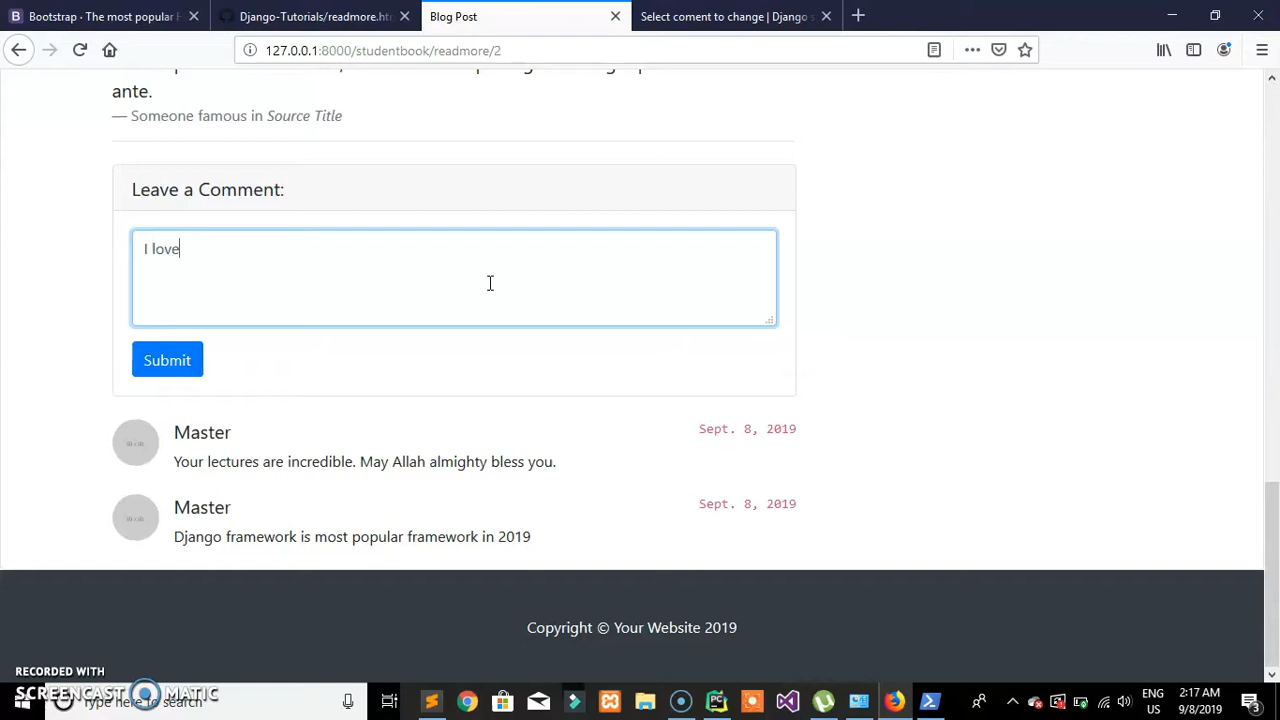 Bootstrap · The most popular
Django-Tutorials/readmore.ht
Blog Post
Select coment to change | Django
127.0.0.1:8000/studentbook/readmore/2
ante.
— Someone famous in Source Title
Leave a Comment:
I love
Submit
Master
Sept. 8, 2019
Your lectures are incredible. May Allah almighty bless you.
Master
Sept. 8, 2019
Django framework is most popular framework in 2019
Copyright © Your Website 2019
RECORDED WITH
SCREENCAST MATIC
Type here to search
ENG
2:17 AM
US
9/8/2019
3